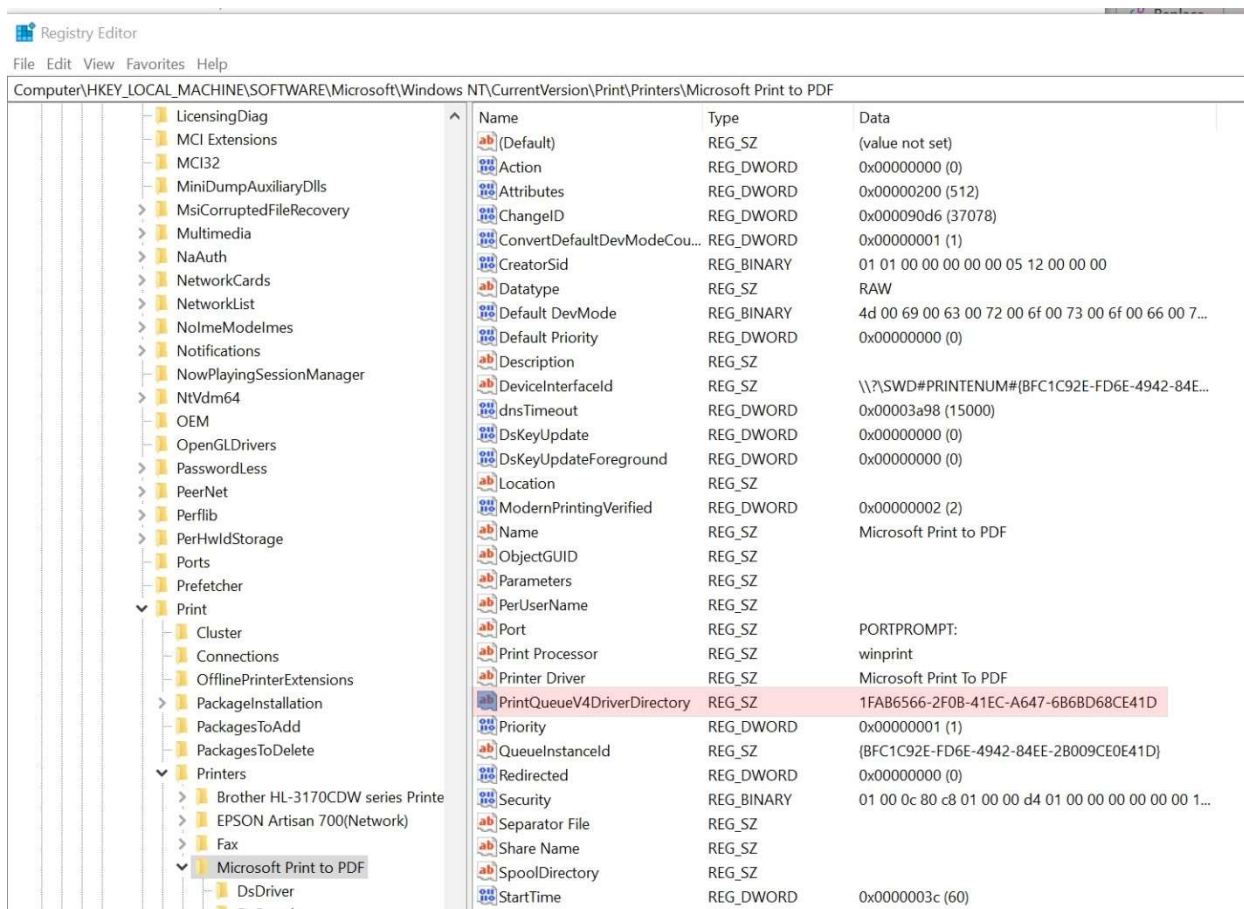 Replace
Registry Editor
File Edit View Favorites Help
Computer\HKEY_LOCAL_MACHINE\SOFTWARE\Microsoft\Windows NT\CurrentVersion\Print\Printers\Microsoft Print to PDF
LicensingDiag
MCI Extensions
MCI32
MiniDumpAuxiliaryDlls
MsiCorruptedFileRecovery
Multimedia
NaAuth
NetworkCards
NetworkList
NoImeModeImes
Notifications
NowPlayingSessionManager
NtVdm64
OEM
OpenGLDrivers
PasswordLess
PeerNet
Perflib
PerHwIdStorage
Ports
Prefetcher
Print
Cluster
Connections
OfflinePrinterExtensions
PackageInstallation
PackagesToAdd
PackagesToDelete
Printers
Brother HL-3170CDW series Printe
EPSON Artisan 700(Network)
Fax
Microsoft Print to PDF
DsDriver
Name Type Data
(Default) REG_SZ (value not set)
Action REG_DWORD 0x00000000 (0)
Attributes REG_DWORD 0x00000200 (512)
ChangeID REG_DWORD 0x000090d6 (37078)
ConvertDefaultDevModeCou... REG_DWORD 0x00000001 (1)
CreatorSid REG_BINARY 01 01 00 00 00 00 00 05 12 00 00 00
Datatype REG_SZ RAW
Default DevMode REG_BINARY 4d 00 69 00 63 00 72 00 6f 00 73 00 6f 00 66 00 7...
Default Priority REG_DWORD 0x00000000 (0)
Description REG_SZ
DeviceInterfaceId REG_SZ \\?\SWD#PRINTENUM#{BFC1C92E-FD6E-4942-84E...
dnsTimeout REG_DWORD 0x00003a98 (15000)
DsKeyUpdate REG_DWORD 0x00000000 (0)
DsKeyUpdateForeground REG_DWORD 0x00000000 (0)
Location REG_SZ
ModernPrintingVerified REG_DWORD 0x00000002 (2)
Name REG_SZ Microsoft Print to PDF
ObjectGUID REG_SZ
Parameters REG_SZ
PerUserName REG_SZ
Port REG_SZ PORTPROMPT:
Print Processor REG_SZ winprint
Printer Driver REG_SZ Microsoft Print To PDF
PrintQueueV4DriverDirectory REG_SZ 1FAB6566-2F0B-41EC-A647-6B6BD68CE41D
Priority REG_DWORD 0x00000001 (1)
QueueInstanceId REG_SZ {BFC1C92E-FD6E-4942-84EE-2B009CE0E41D}
Redirected REG_DWORD 0x00000000 (0)
Security REG_BINARY 01 00 0c 80 c8 01 00 00 d4 01 00 00 00 00 00 00 1...
Separator File REG_SZ
Share Name REG_SZ
SpoolDirectory REG_SZ
StartTime REG_DWORD 0x0000003c (60)